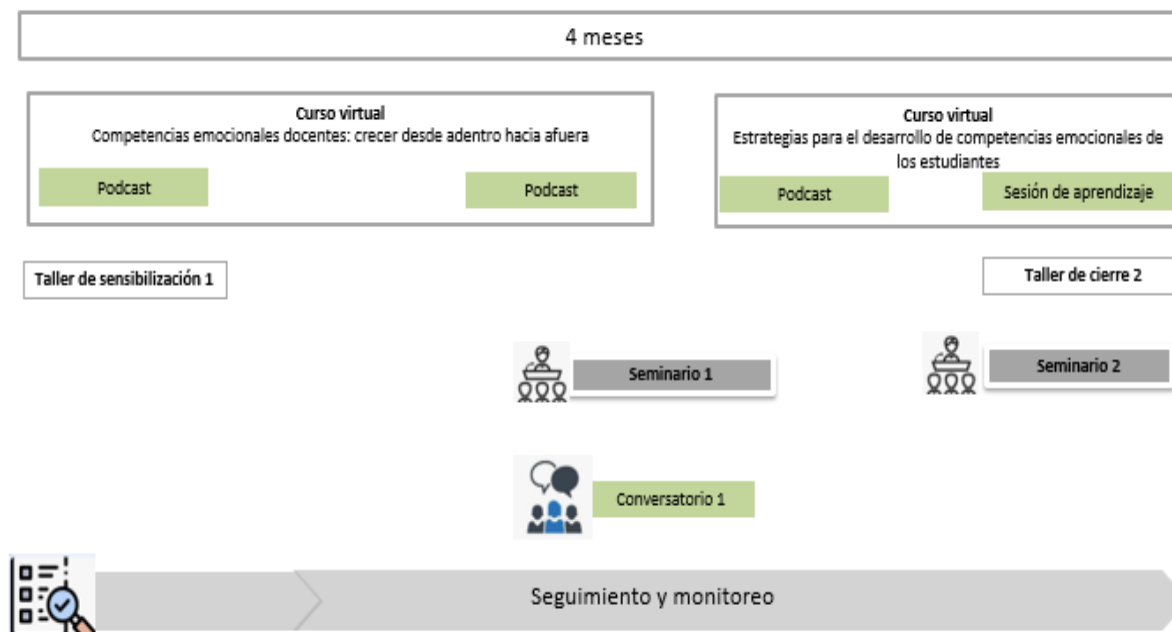 4 meses
Curso virtual
Competencias emocionales docentes: crecer desde adentro hacia afuera
Podcast
Podcast
Curso virtual
Estrategias para el desarrollo de competencias emocionales de
los estudiantes
Podcast
Sesión de aprendizaje
Taller de sensibilización 1
Taller de cierre 2
Seminario 1
Seminario 2
Conversatorio 1
Seguimiento y monitoreo